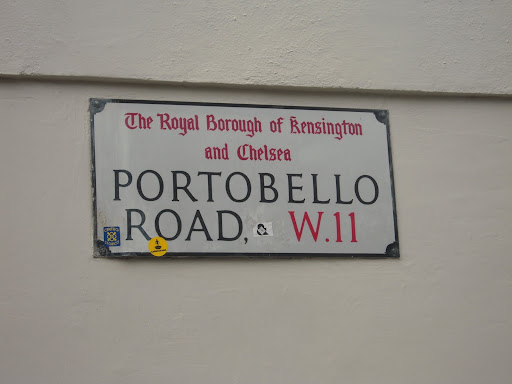 The Royal Borough of Kensington
and Chelsea
PORTOBELLO
ROAD, W.11